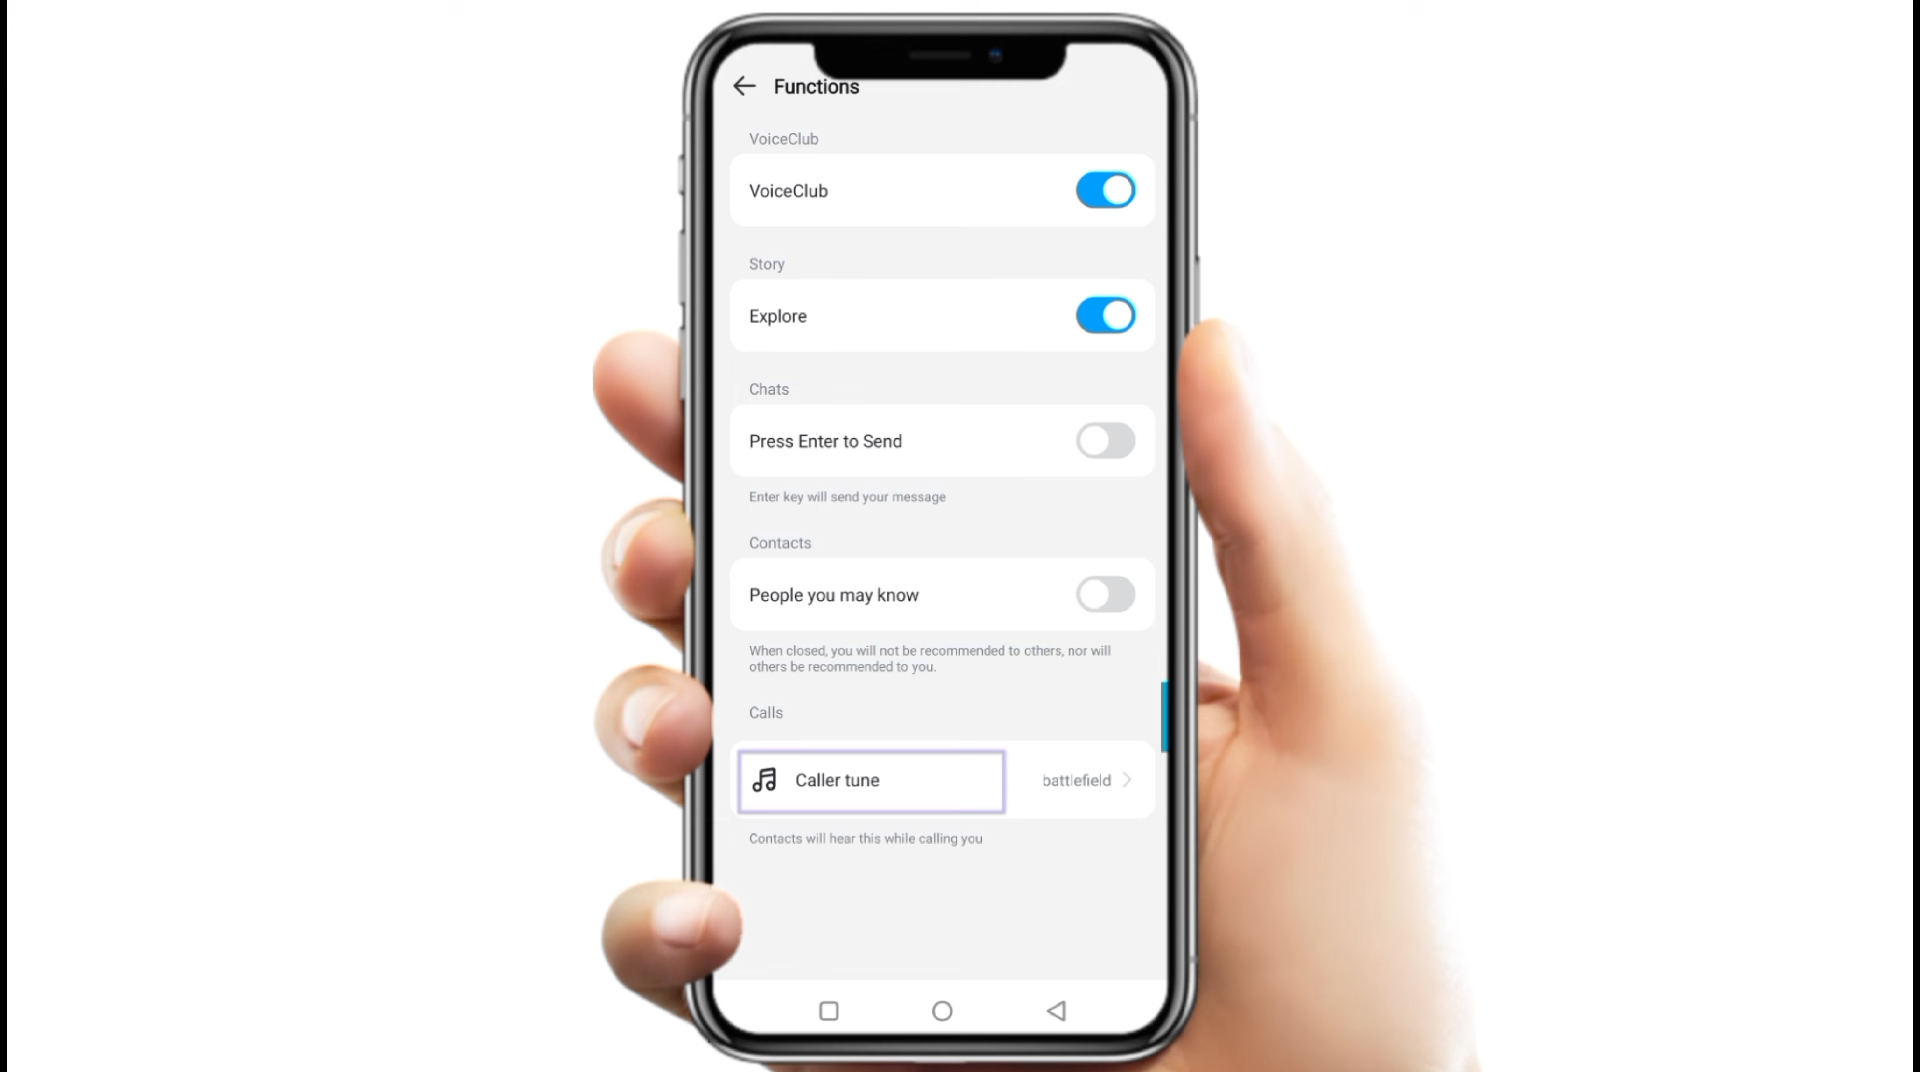 Functions
VoiceClub
VoiceClub
Story
Explore
Chats
Press Enter to Send
Enter key will send your message
Contacts
People you may know
When closed, you will not be recommended to others, nor will
others be recommended to you.
Calls
Caller tune battlefield
Contacts will hear this while calling you